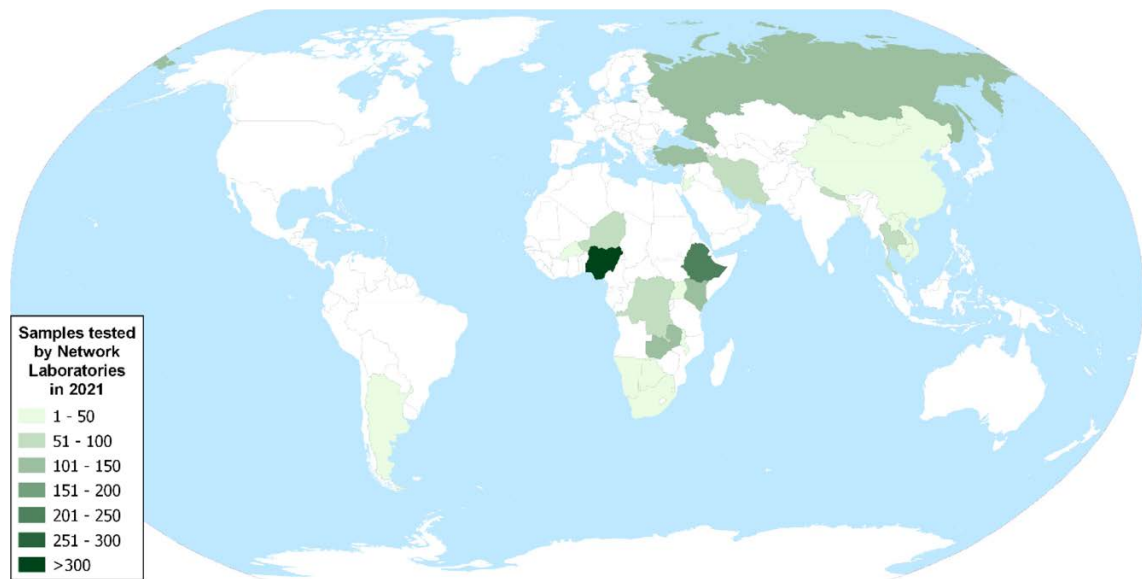 Samples tested
by Network
Laboratories
in 2021
1 - 50
51 - 100
101 - 150
151 - 200
201 - 250
251 - 300
>300